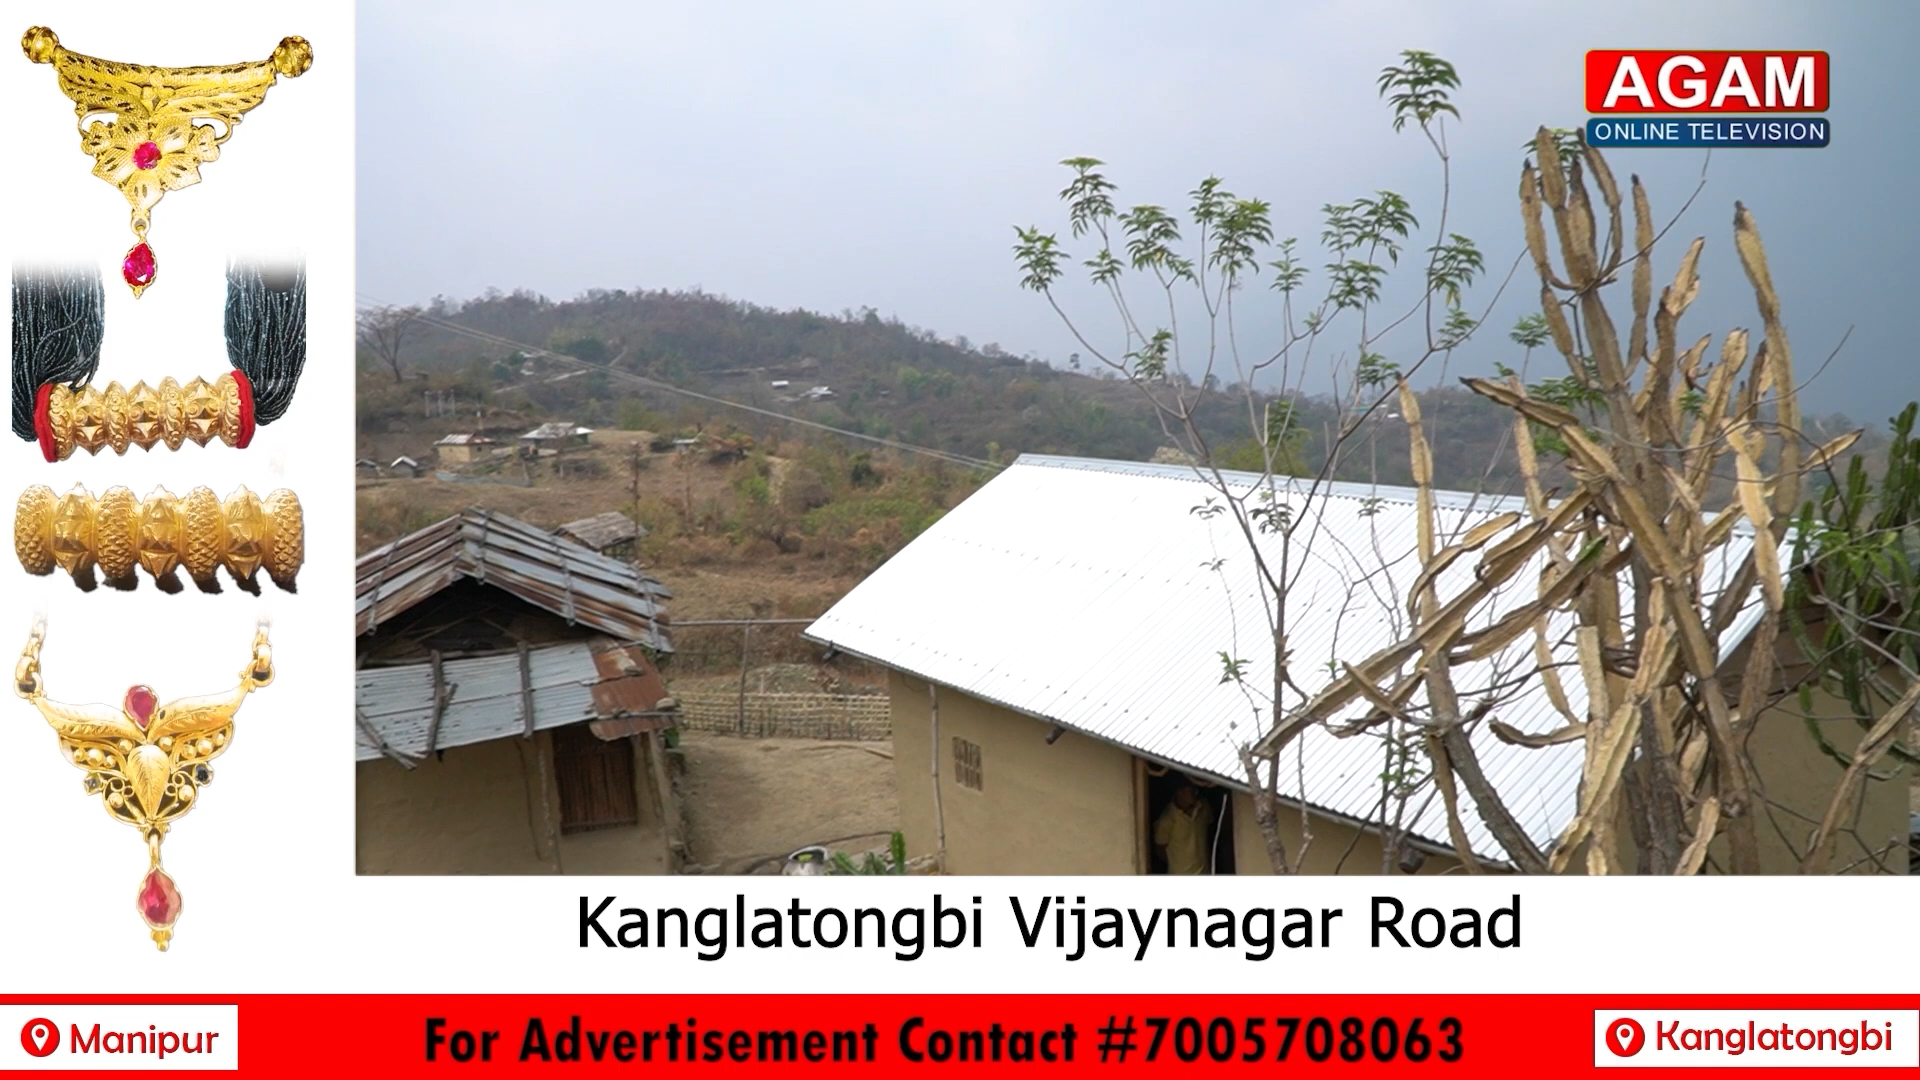 AGAM
ONLINE TELEVISION
Kanglatongbi Vijaynagar Road
Manipur
For Advertisement Contact #7005708063
Kanglatongbi